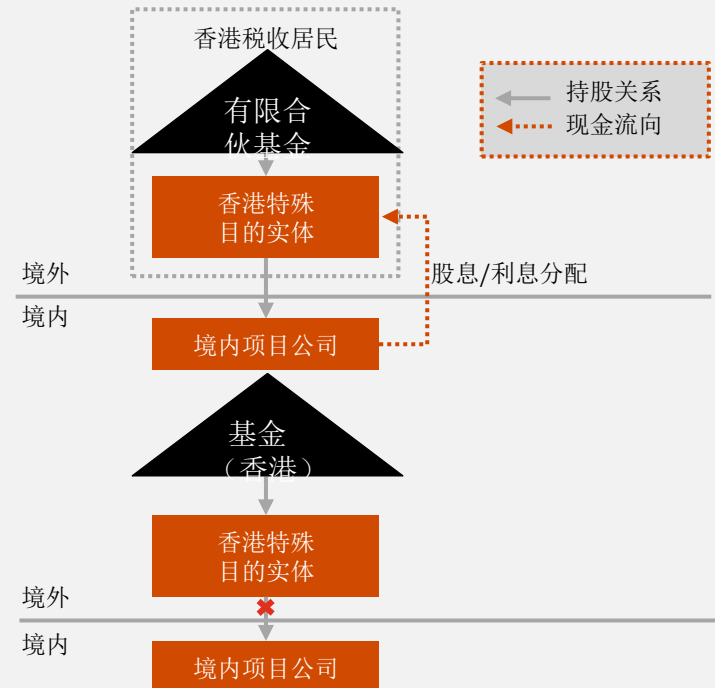 香港税收居民
有限合
伙基金
持股关系
现金流向
香港特殊
目的实体
境外
股息/利息分配
境内
境内项目公司
基金
（香港）
香港特殊
目的实体
境外
境内
境内项目公司